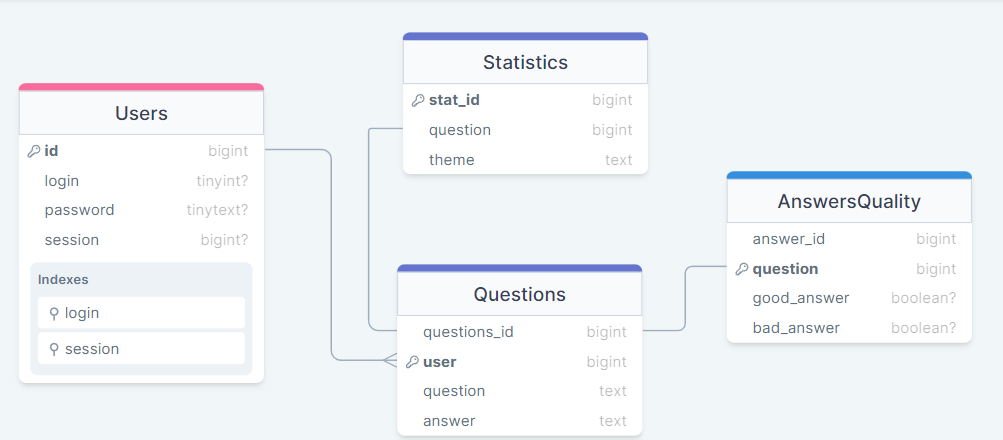 Users
id bigint
login tinyint?
password tinytext?
session bigint?
Indexes
login
session
Statistics
stat_id bigint
question bigint
theme text
Questions
questions_id bigint
user bigint
question text
answer text
AnswersQuality
answer_id bigint
question bigint
good_answer boolean?
bad_answer boolean?